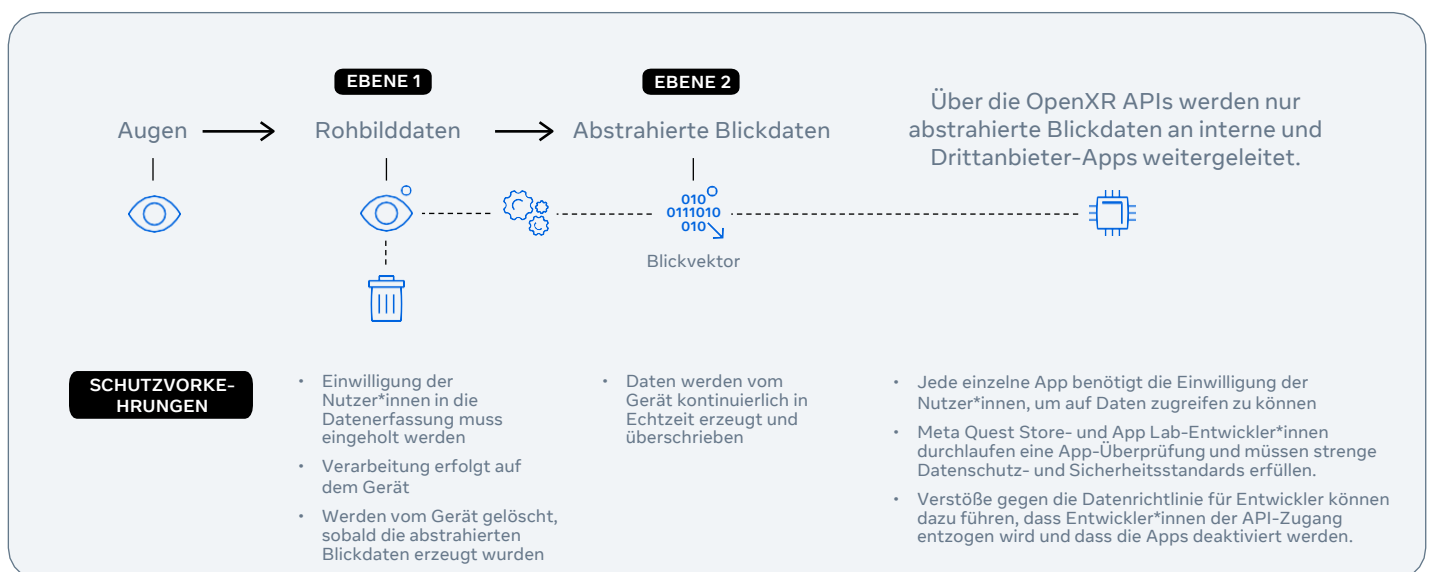 EBENE 1
EBENE 2
Augen
Rohbilddaten
Abstrahierte Blickdaten
Über die OpenXR APIs werden nur
abstrahierte Blickdaten an interne und
Drittanbieter-Apps weitergeleitet.
010
0111010
010
Blickvektor
SCHUTZVORKE-
HRUNGEN
• Einwilligung der
Nutzer*innen in die
Datenerfassung muss
eingeholt werden
• Verarbeitung erfolgt auf
dem Gerät
• Werden vom Gerät gelöscht,
sobald die abstrahierten
Blickdaten erzeugt wurden
• Daten werden vom
Gerät kontinuierlich in
Echtzeit erzeugt und
überschrieben
• Jede einzelne App benötigt die Einwilligung der
Nutzer*innen, um auf Daten zugreifen zu können
• Meta Quest Store- und App Lab-Entwickler*innen
durchlaufen eine App-Überprüfung und müssen strenge
Datenschutz- und Sicherheitsstandards erfüllen.
• Verstöße gegen die Datenrichtlinie für Entwickler können
dazu führen, dass Entwickler*innen der API-Zugang
entzogen wird und dass die Apps deaktiviert werden.